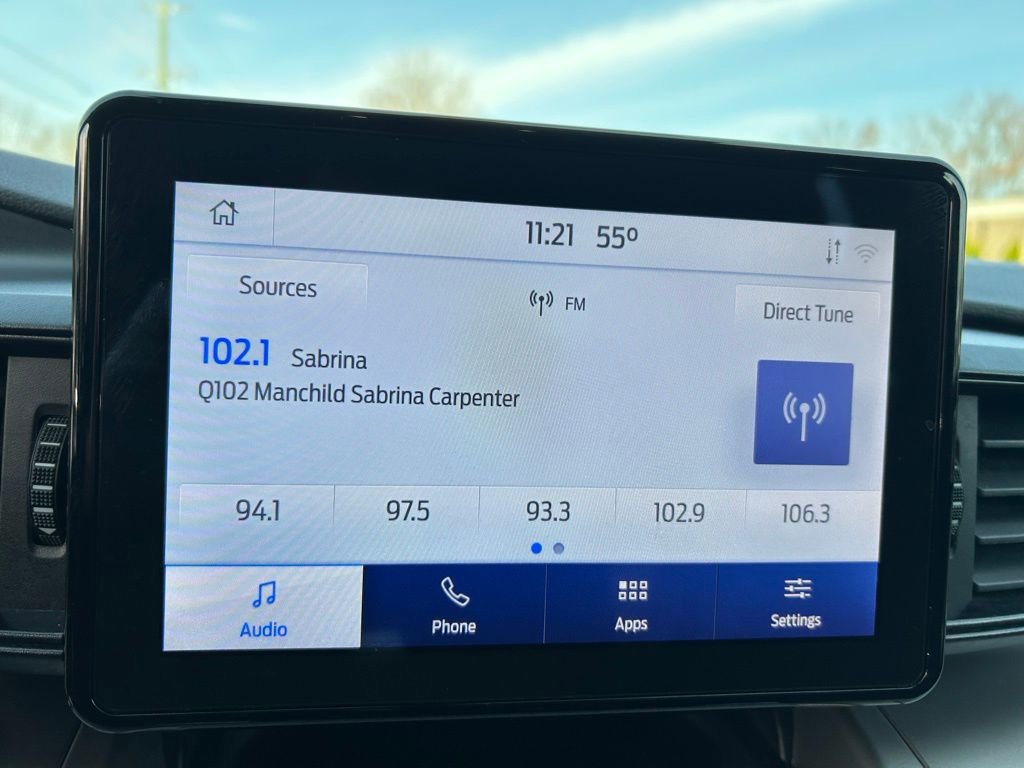 11:21 55°
Sources
FM
Direct Tune
102.1 Sabrina
Q102 Manchild Sabrina Carpenter
94.1 97.5 93.3 102.9 106.3
Audio Phone Apps Settings